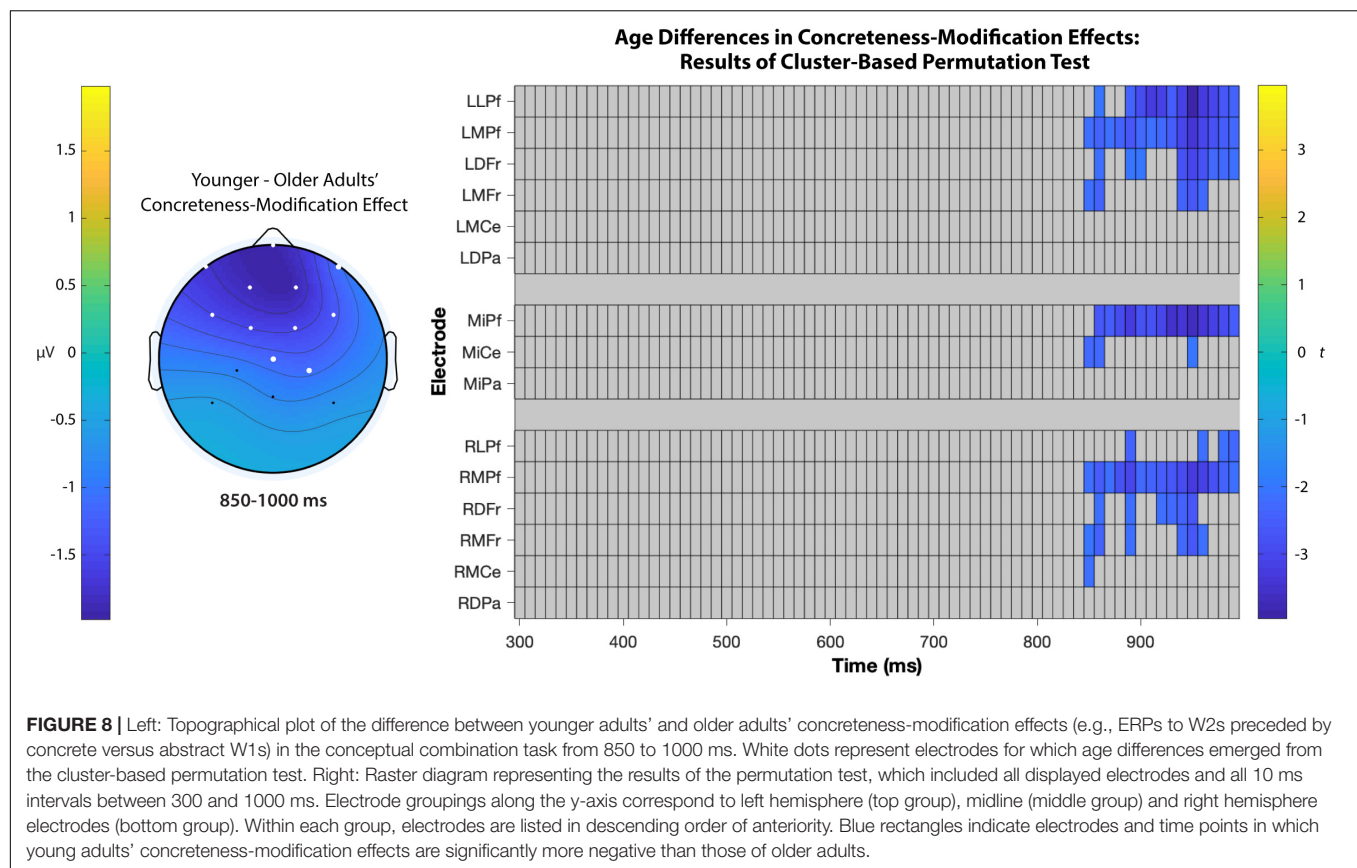 Age Differences in Concreteness-Modification Effects:
Results of Cluster-Based Permutation Test
Younger - Older Adults'
Concreteness-Modification Effect
1.5
1
0.5
µV 0
-0.5
-1
-1.5
850-1000 ms
Electrode
LLPf
LMPf
LDFr
LMFr
LMCe
LDPa
MiPf
MiCe
MiPa
RLPf
RMPf
RDFr
RMFr
RMCe
RDPa
300 400 500 600 700 800 900
Time (ms)
3
2
1
0 t
-1
-2
-3
FIGURE 8 | Left: Topographical plot of the difference between younger adults' and older adults' concreteness-modification effects (e.g., ERPs to W2s preceded by
concrete versus abstract W1s) in the conceptual combination task from 850 to 1000 ms. White dots represent electrodes for which age differences emerged from
the cluster-based permutation test. Right: Raster diagram representing the results of the permutation test, which included all displayed electrodes and all 10 ms
intervals between 300 and 1000 ms. Electrode groupings along the y-axis correspond to left hemisphere (top group), midline (middle group) and right hemisphere
electrodes (bottom group). Within each group, electrodes are listed in descending order of anteriority. Blue rectangles indicate electrodes and time points in which
young adults' concreteness-modification effects are significantly more negative than those of older adults.